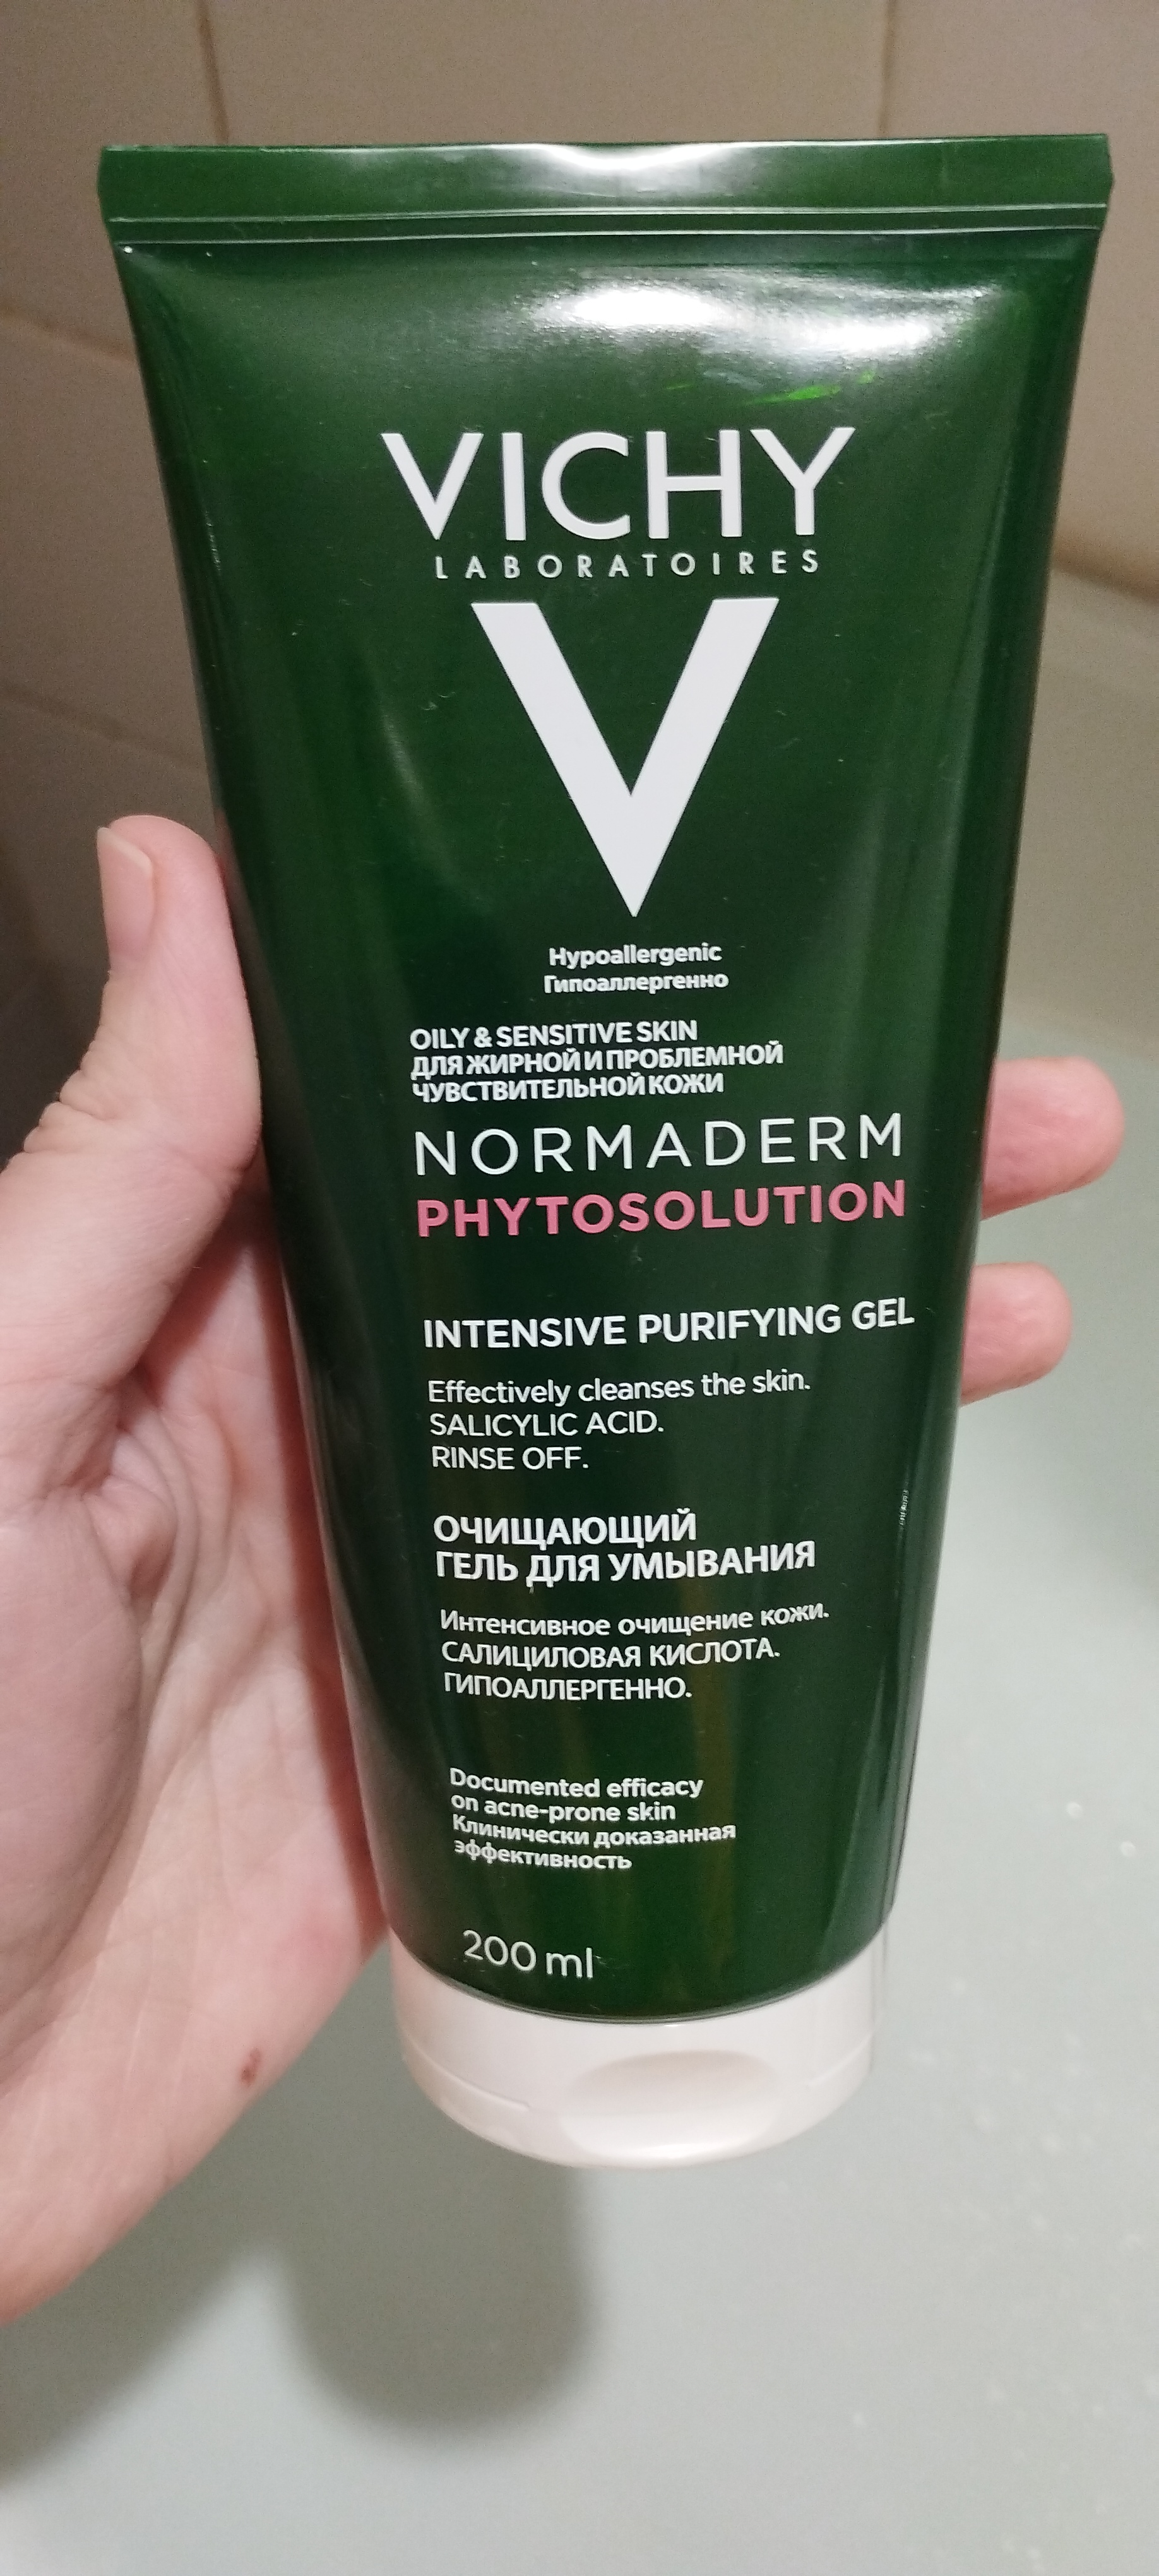 VICHY
LABORATOIRES
V
Hypoallergenic
Гипоаллергенно
OILY & SENSITIVE SKIN
ДЛЯ ЖИРНОЙ И ПРОБЛЕМНОЙ
ЧУВСТВИТЕЛЬНОЙ КОЖИ
NORMADERM
PHYTOSOLUTION
INTENSIVE PURIFYING GEL
Effectively cleanses the skin.
SALICYLIC ACID.
RINSE OFF.
ОЧИЩАЮЩИЙ
ГЕЛЬ ДЛЯ УМЫВАНИЯ
Интенсивное очищение кожи.
САЛИЦИЛОВАЯ КИСЛОТА.
ГИПОАЛЛЕРГЕННО.
Documented efficacy
on acne-prone skin
Клинически доказанная
эффективность
200 ml